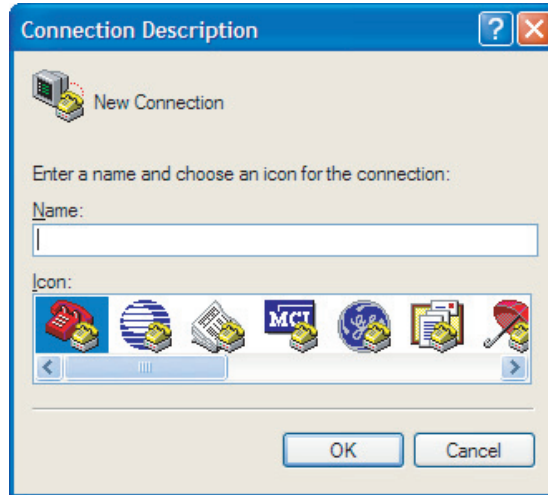 Connection Description
New Connection
Enter a name and choose an icon for the connection:
Name:
Icon:
MCI
OK
Cancel